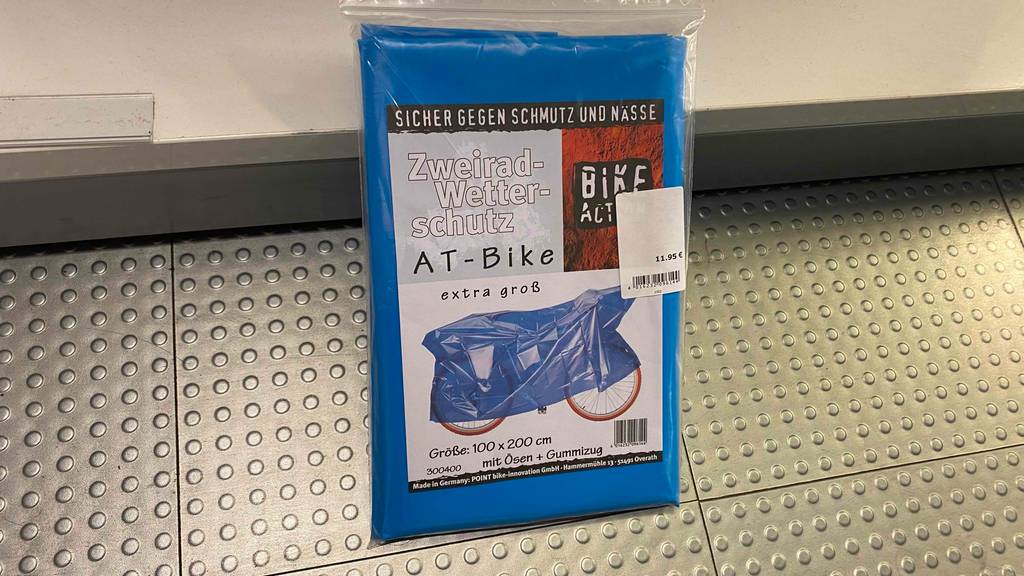 SICHER GEGEN SCHMUTZ UND NÄSSE
Zweirad-
Wetter-
schutz
BIKE
AT-Bike
11.95 €
extra groß
Größe: 100 x 200 cm
mit Ösen + Gummizug
300400
Made in Germany: POINT bike-innovation GmbH - Hammermühle 13 - 51491 Overath